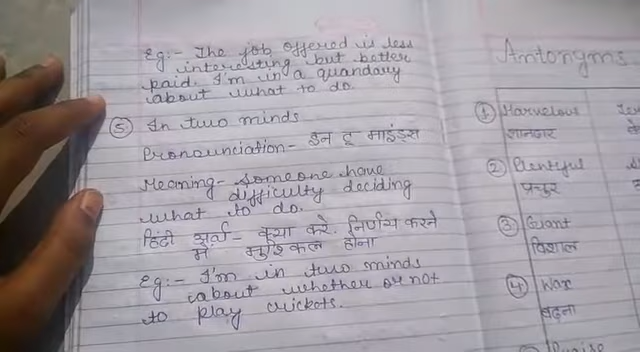 Eg:- The job offered is less
interesting but better
paid. I'm in a quandary
about what to do.
⑤ In two minds
Pronounciation- इन टू माइंड्स
Meaning- Someone have
difficulty deciding
what to do.
हिंदी अर्थ- क्या करे, निर्णय करने
में मुश्किल होना
Eg:- I'm in two minds
about whether or not
to play crickets.
Antonyms
① Marvelous
शानदार
② Plentiful
प्रचुर
③ Giant
विशाल
④ Wax
बढ़ना